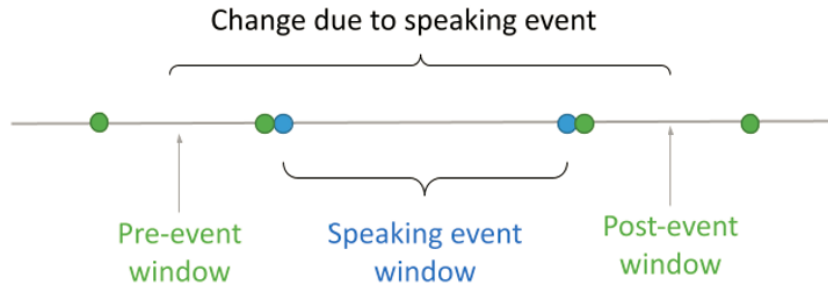 Change due to speaking event
Pre-event
window
Speaking event
window
Post-event
window